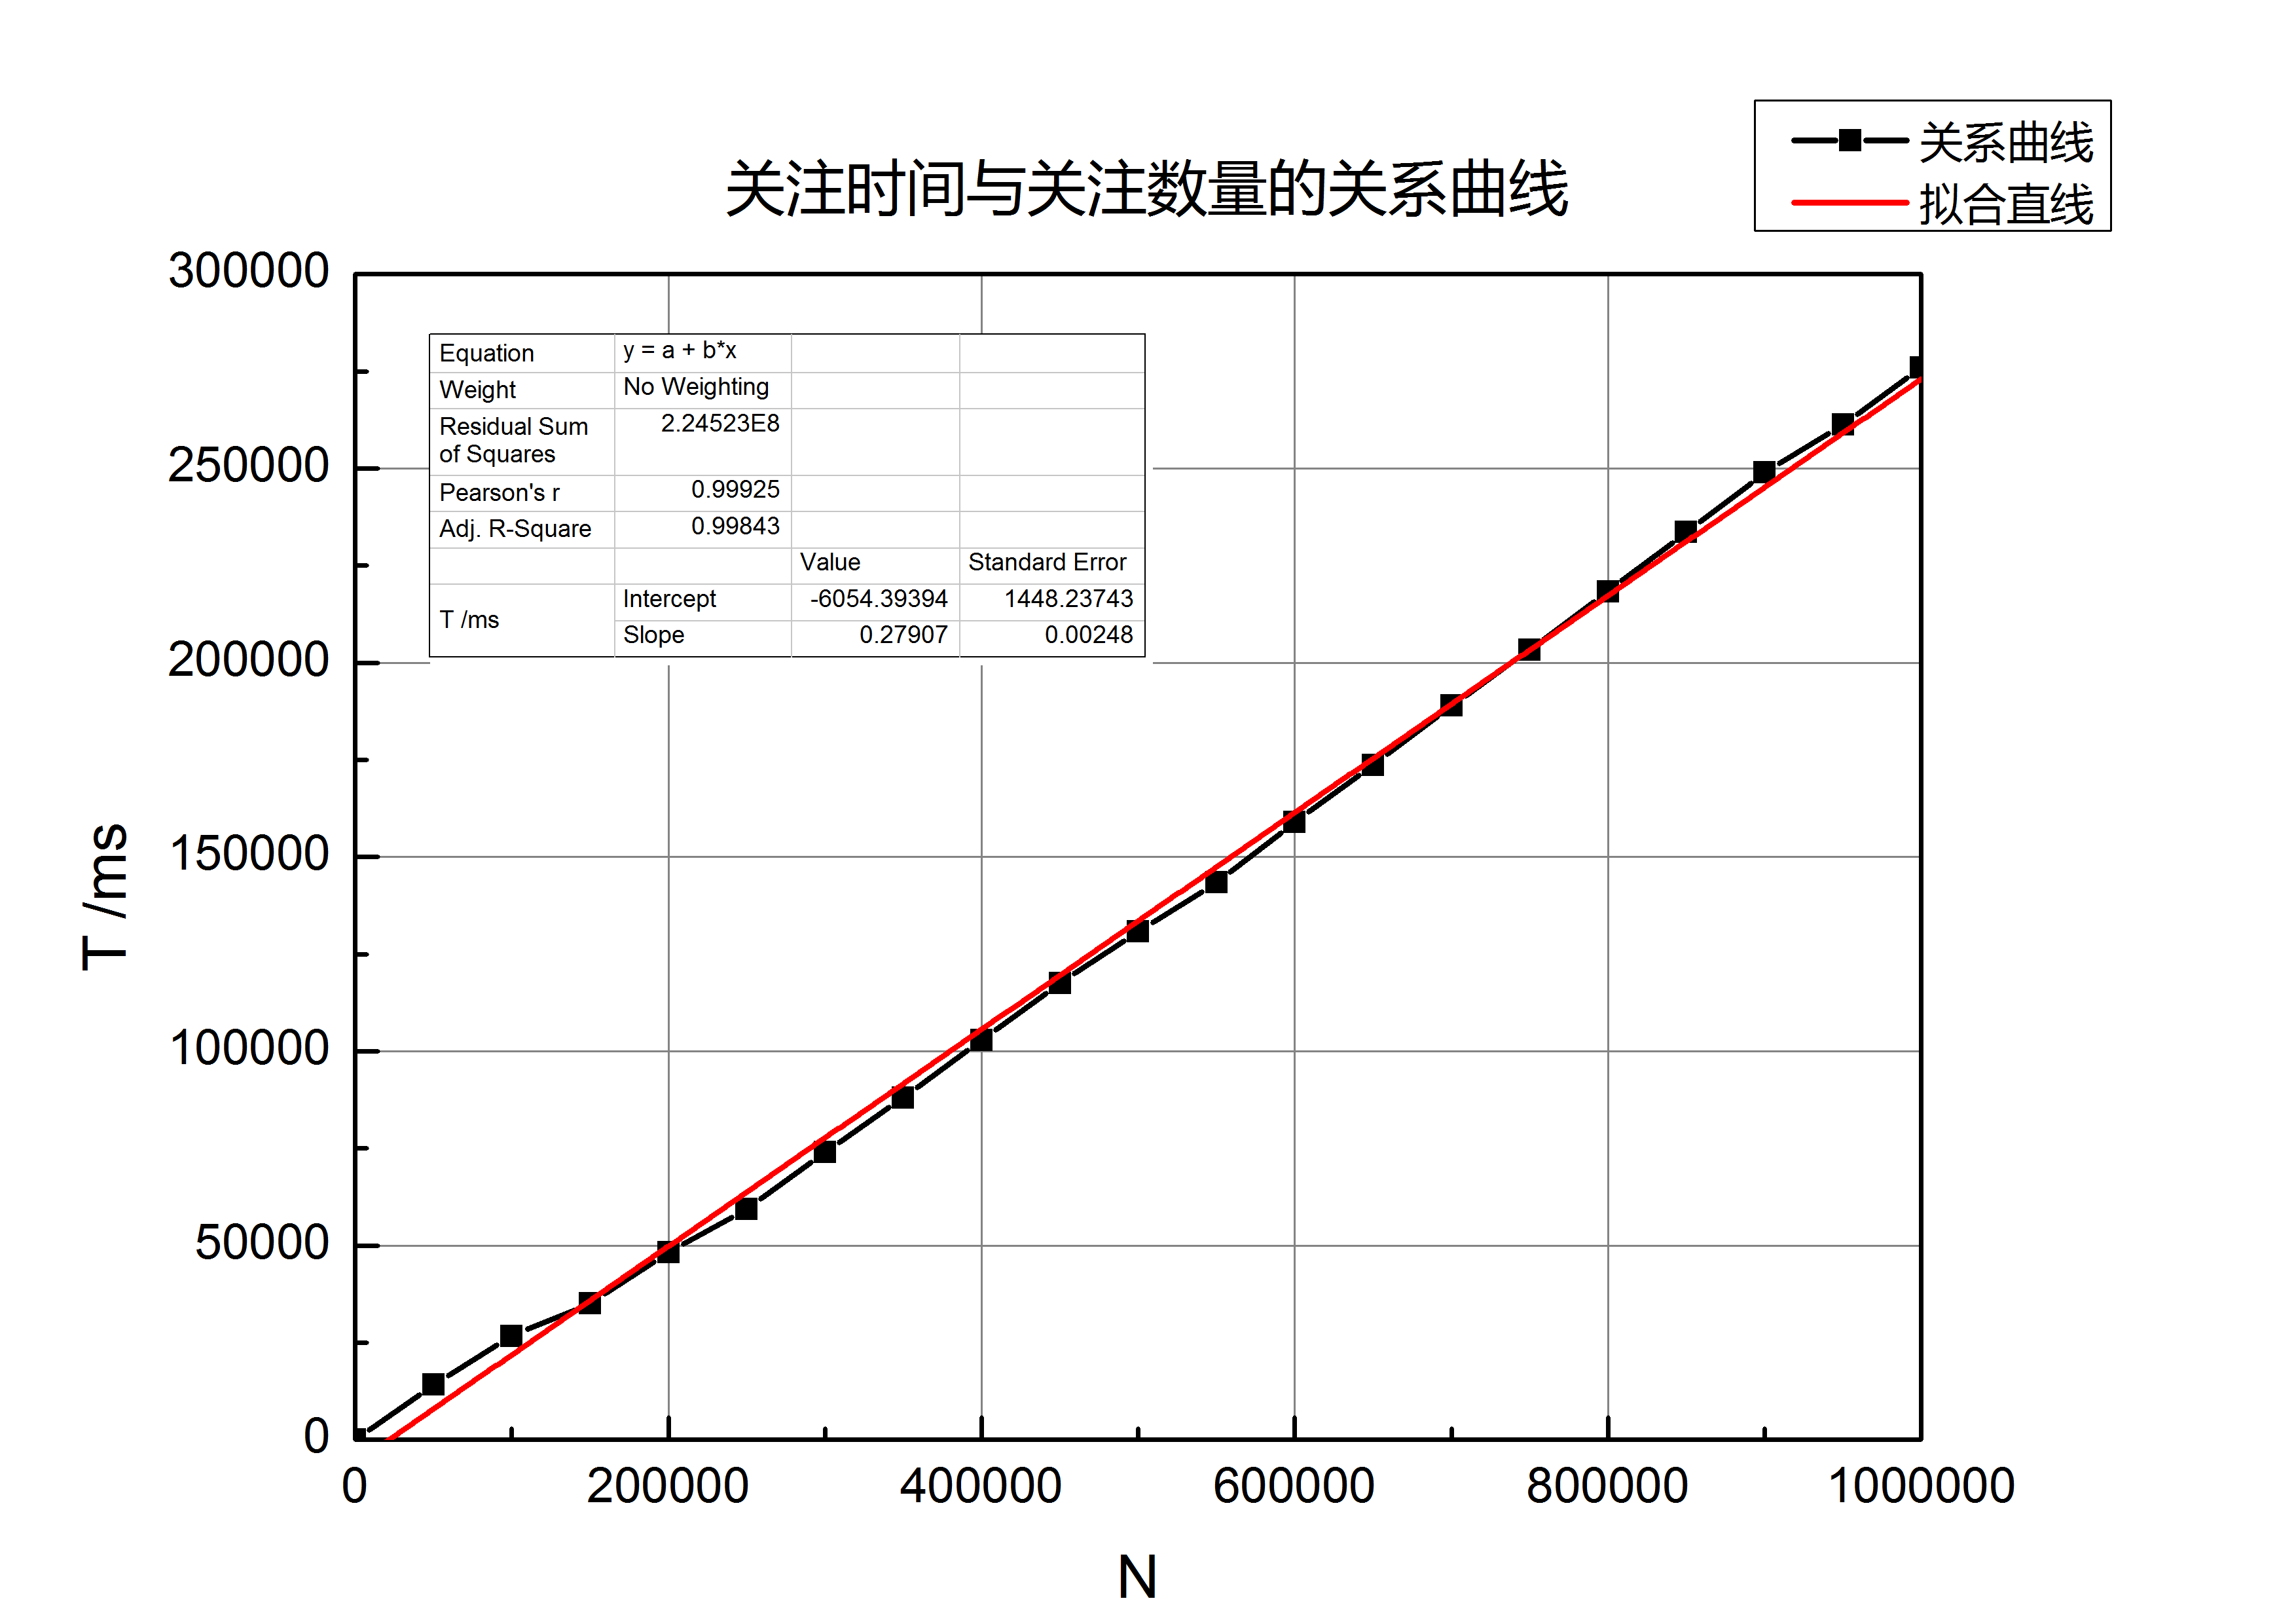 关系曲线
拟合直线
关注时间与关注数量的关系曲线
300000
250000
200000
150000
100000
50000
0
T /ms
Equation y = a + b*x
Weight No Weighting
Residual Sum of Squares 2.24523E8
Pearson's r 0.99925
Adj. R-Square 0.99843
Value Standard Error
T /ms Intercept -6054.39394 1448.23743
Slope 0.27907 0.00248
0 200000 400000 600000 800000 1000000
N